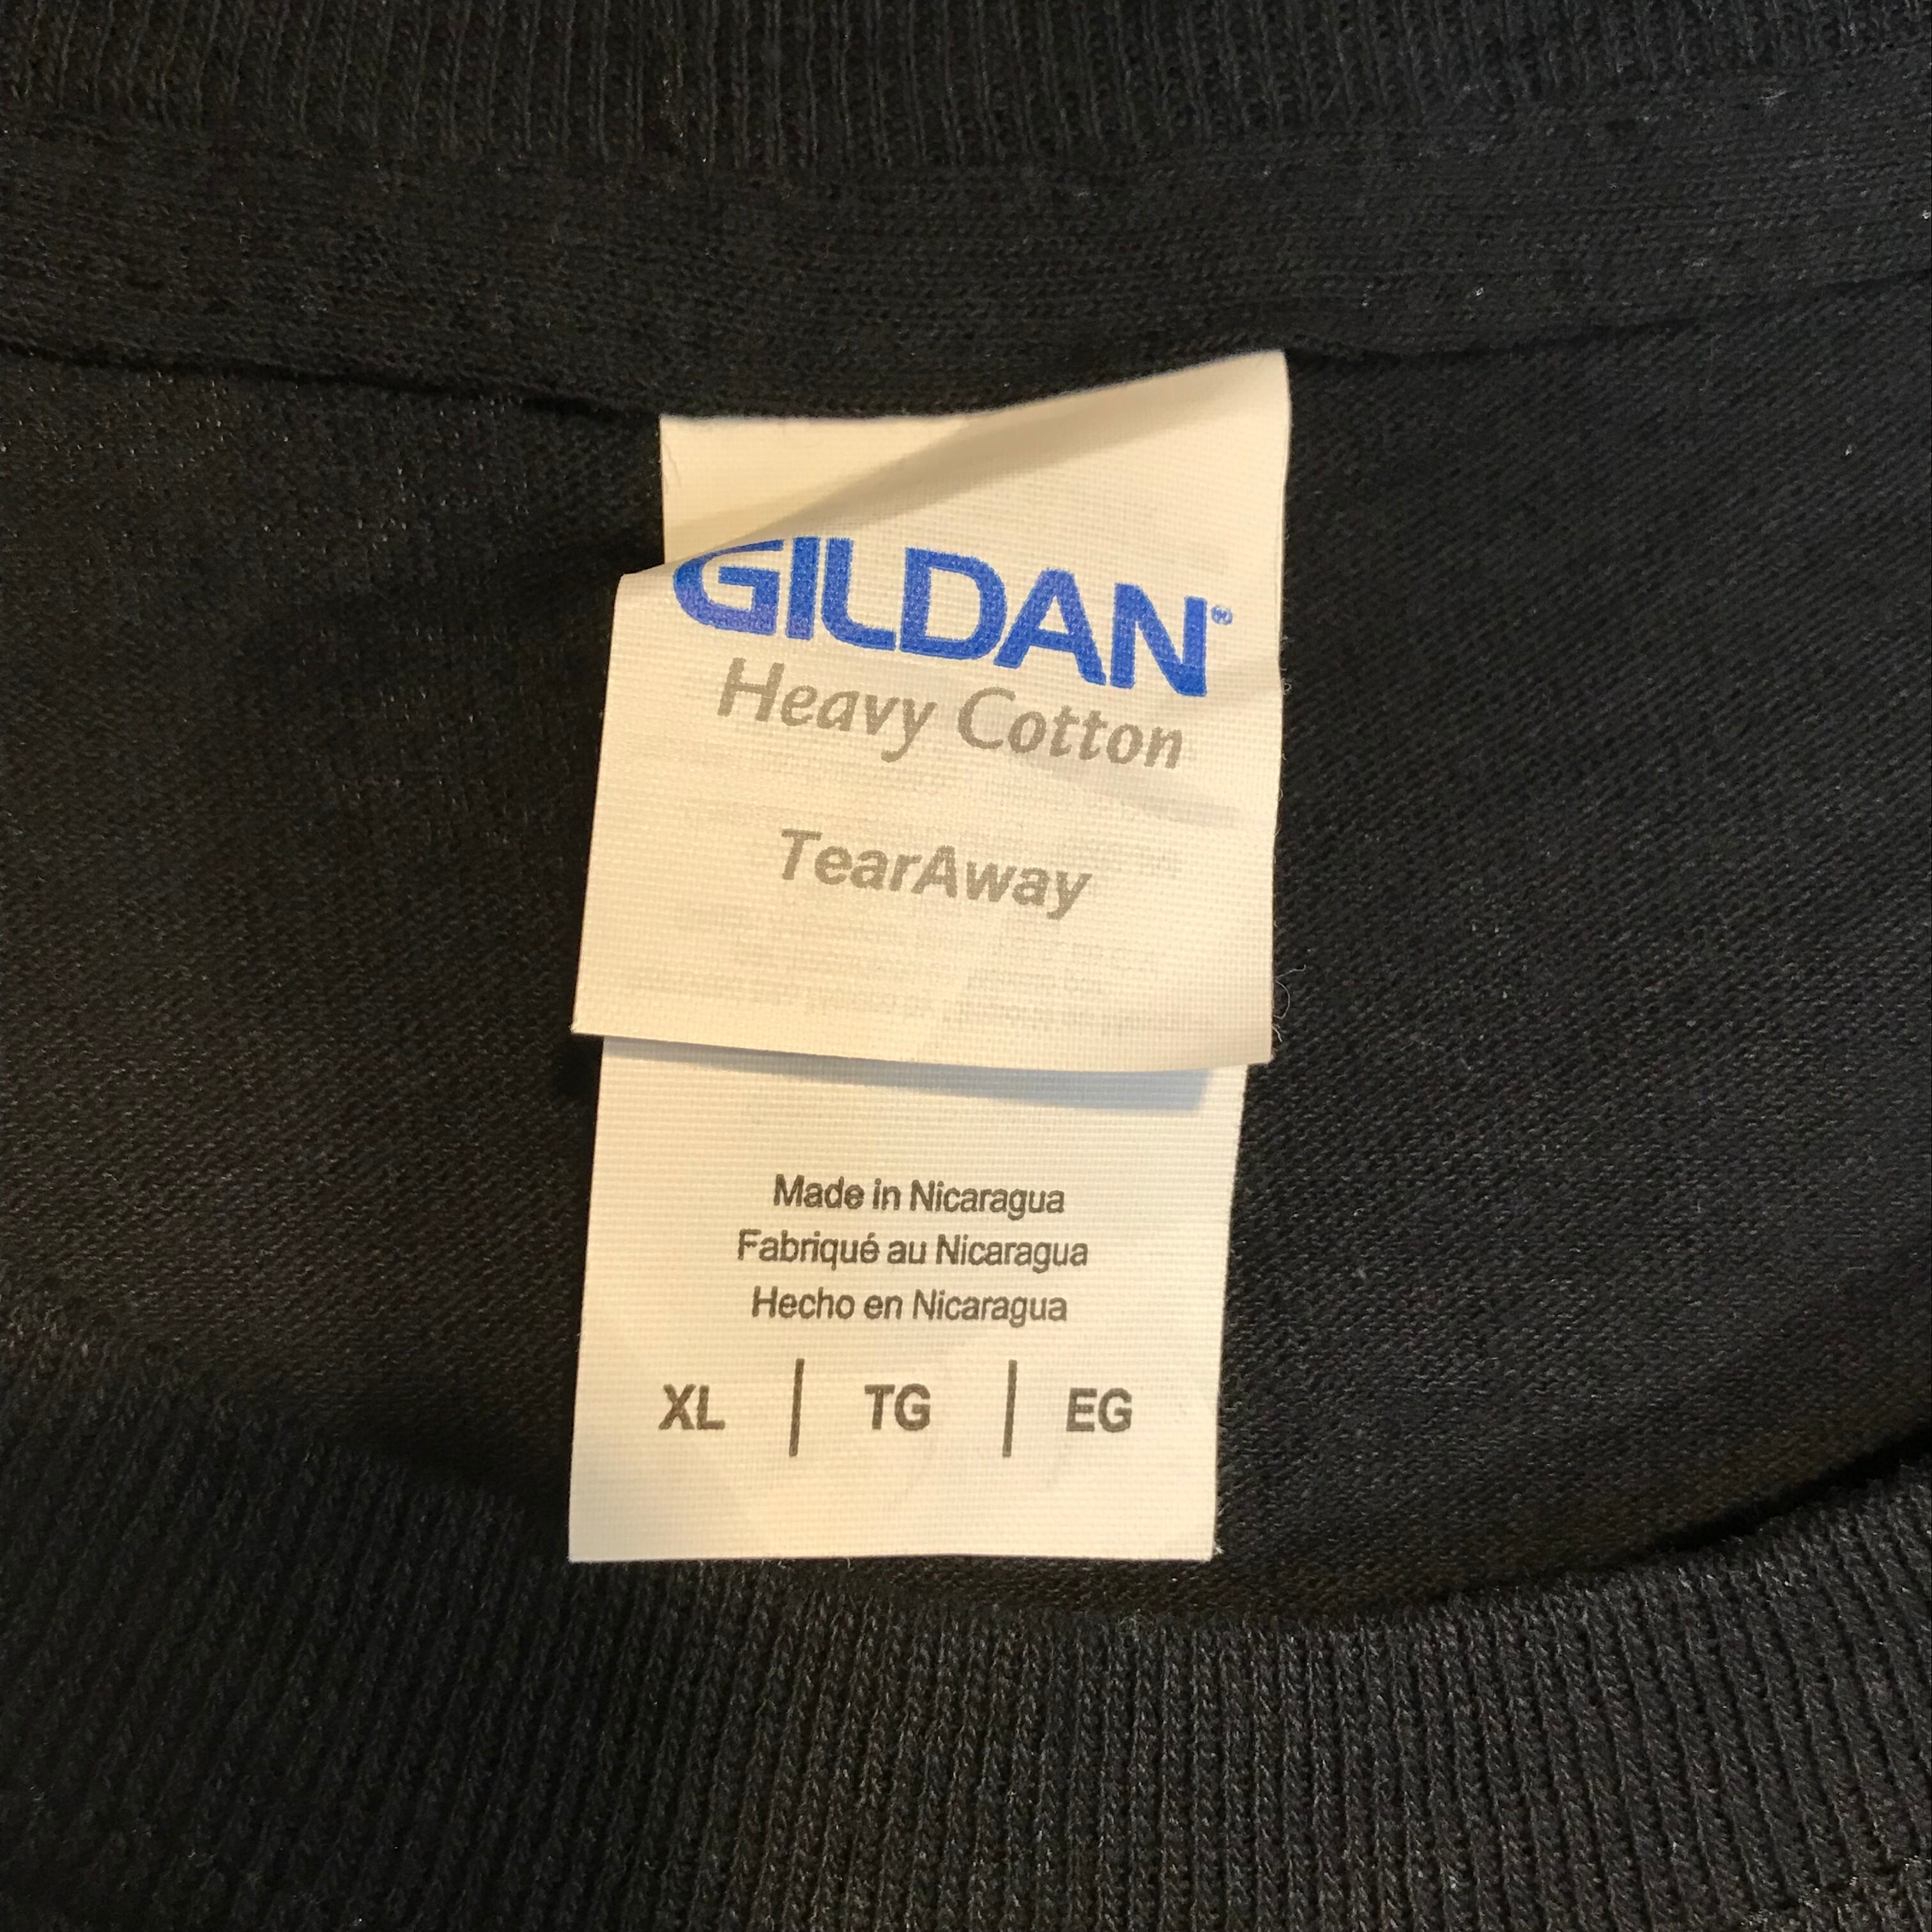 GILDAN®
Heavy Cotton
TearAway
Made in Nicaragua
Fabriqué au Nicaragua
Hecho en Nicaragua
XL | TG | EG